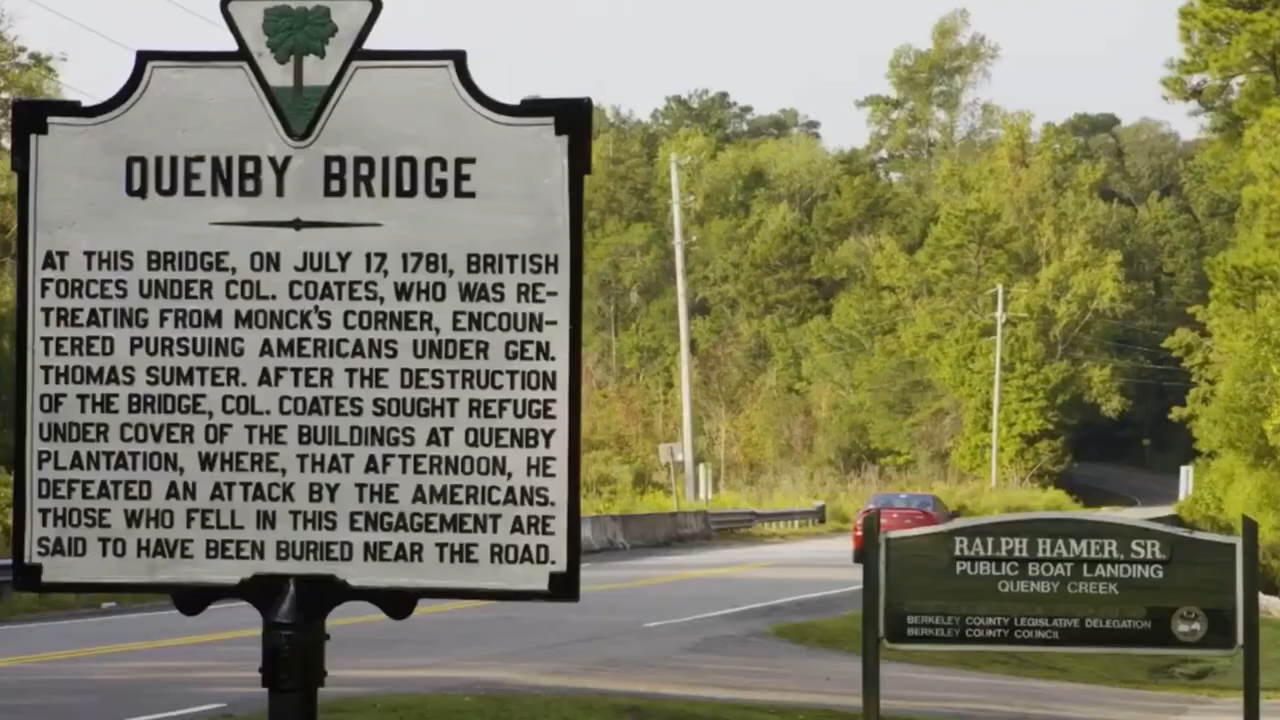 QUENBY BRIDGE
AT THIS BRIDGE, ON JULY 17, 1781, BRITISH
FORCES UNDER COL. COATES, WHO WAS RE-
TREATING FROM MONCK'S CORNER, ENCOUN-
TERED PURSUING AMERICANS UNDER GEN.
THOMAS SUMTER. AFTER THE DESTRUCTION
OF THE BRIDGE, COL. COATES SOUGHT REFUGE
UNDER COVER OF THE BUILDINGS AT QUENBY
PLANTATION, WHERE, THAT AFTERNOON, HE
DEFEATED AN ATTACK BY THE AMERICANS.
THOSE WHO FELL IN THIS ENGAGEMENT ARE
SAID TO HAVE BEEN BURIED NEAR THE ROAD.
RALPH HAMER, SR.
PUBLIC BOAT LANDING
QUENBY CREEK
BERKELEY COUNTY LEGISLATIVE DELEGATION
BERKELEY COUNTY COUNCIL